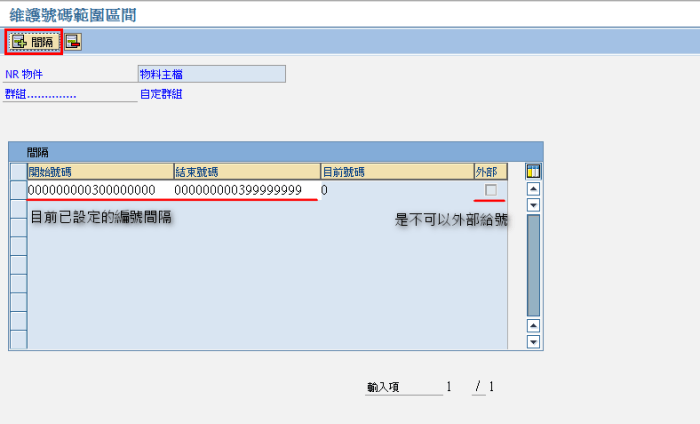 維護號碼範圍區間
間隔
NR 物件 物料主檔
群組.............. 自定群組
間隔
開始號碼 結束號碼 目前號碼 外部
000000000300000000 000000000399999999 0
目前已設定的編號間隔 是不可以外部給號
輸入項 1 / 1